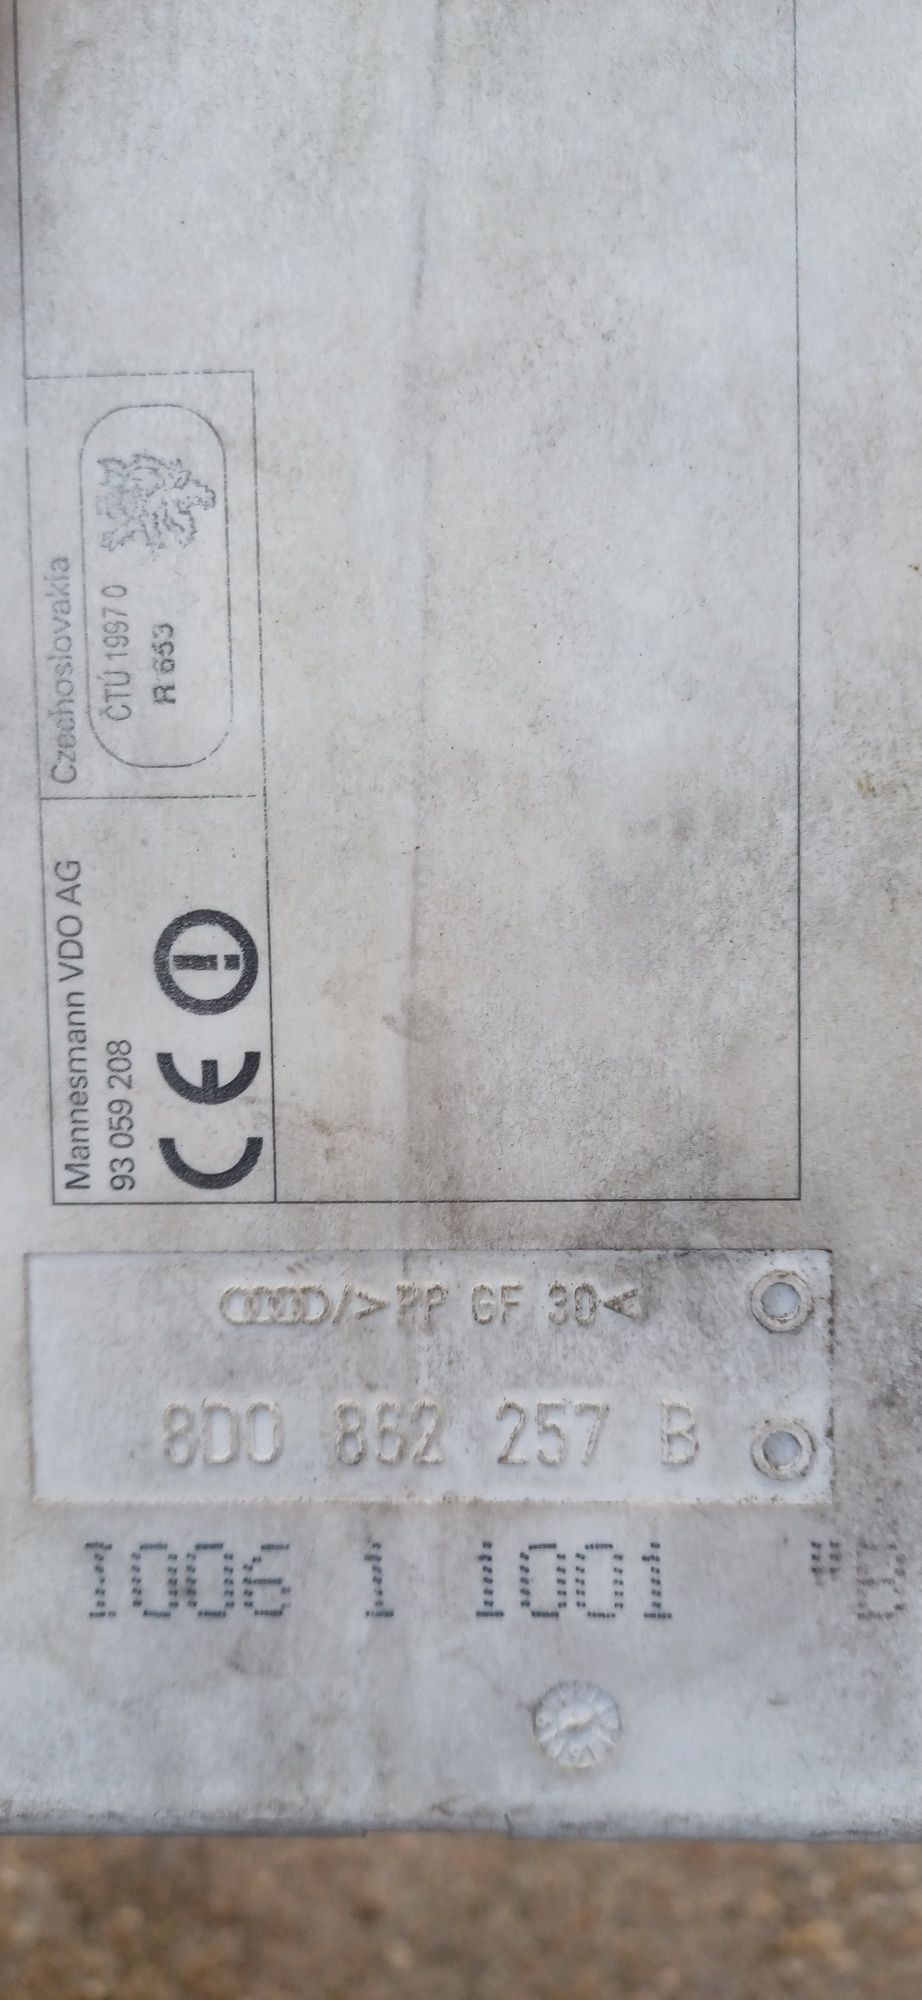 Mannesmann VDO AG
93 059 208
CE
Czechoslovakia
ČTÚ 1997 0
R 653
/>PP GF 30<
8D0 862 257 B
1006 1 1001